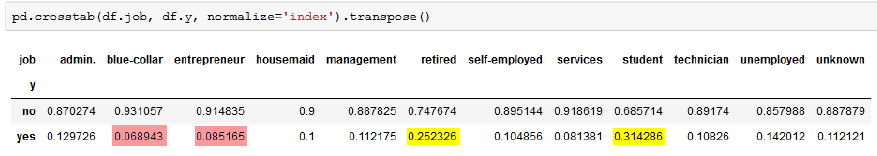 pd.crosstab(df.job, df.y, normalize='index').transpose()
job admin. blue-collar entrepreneur housemaid management retired self-employed services student technician unemployed unknown
y
no 0.870274 0.931057 0.914835 0.9 0.887825 0.747674 0.895144 0.918619 0.685714 0.89174 0.857988 0.887879
yes 0.129726 0.068943 0.085165 0.1 0.112175 0.252326 0.104856 0.081381 0.314286 0.10826 0.142012 0.112121